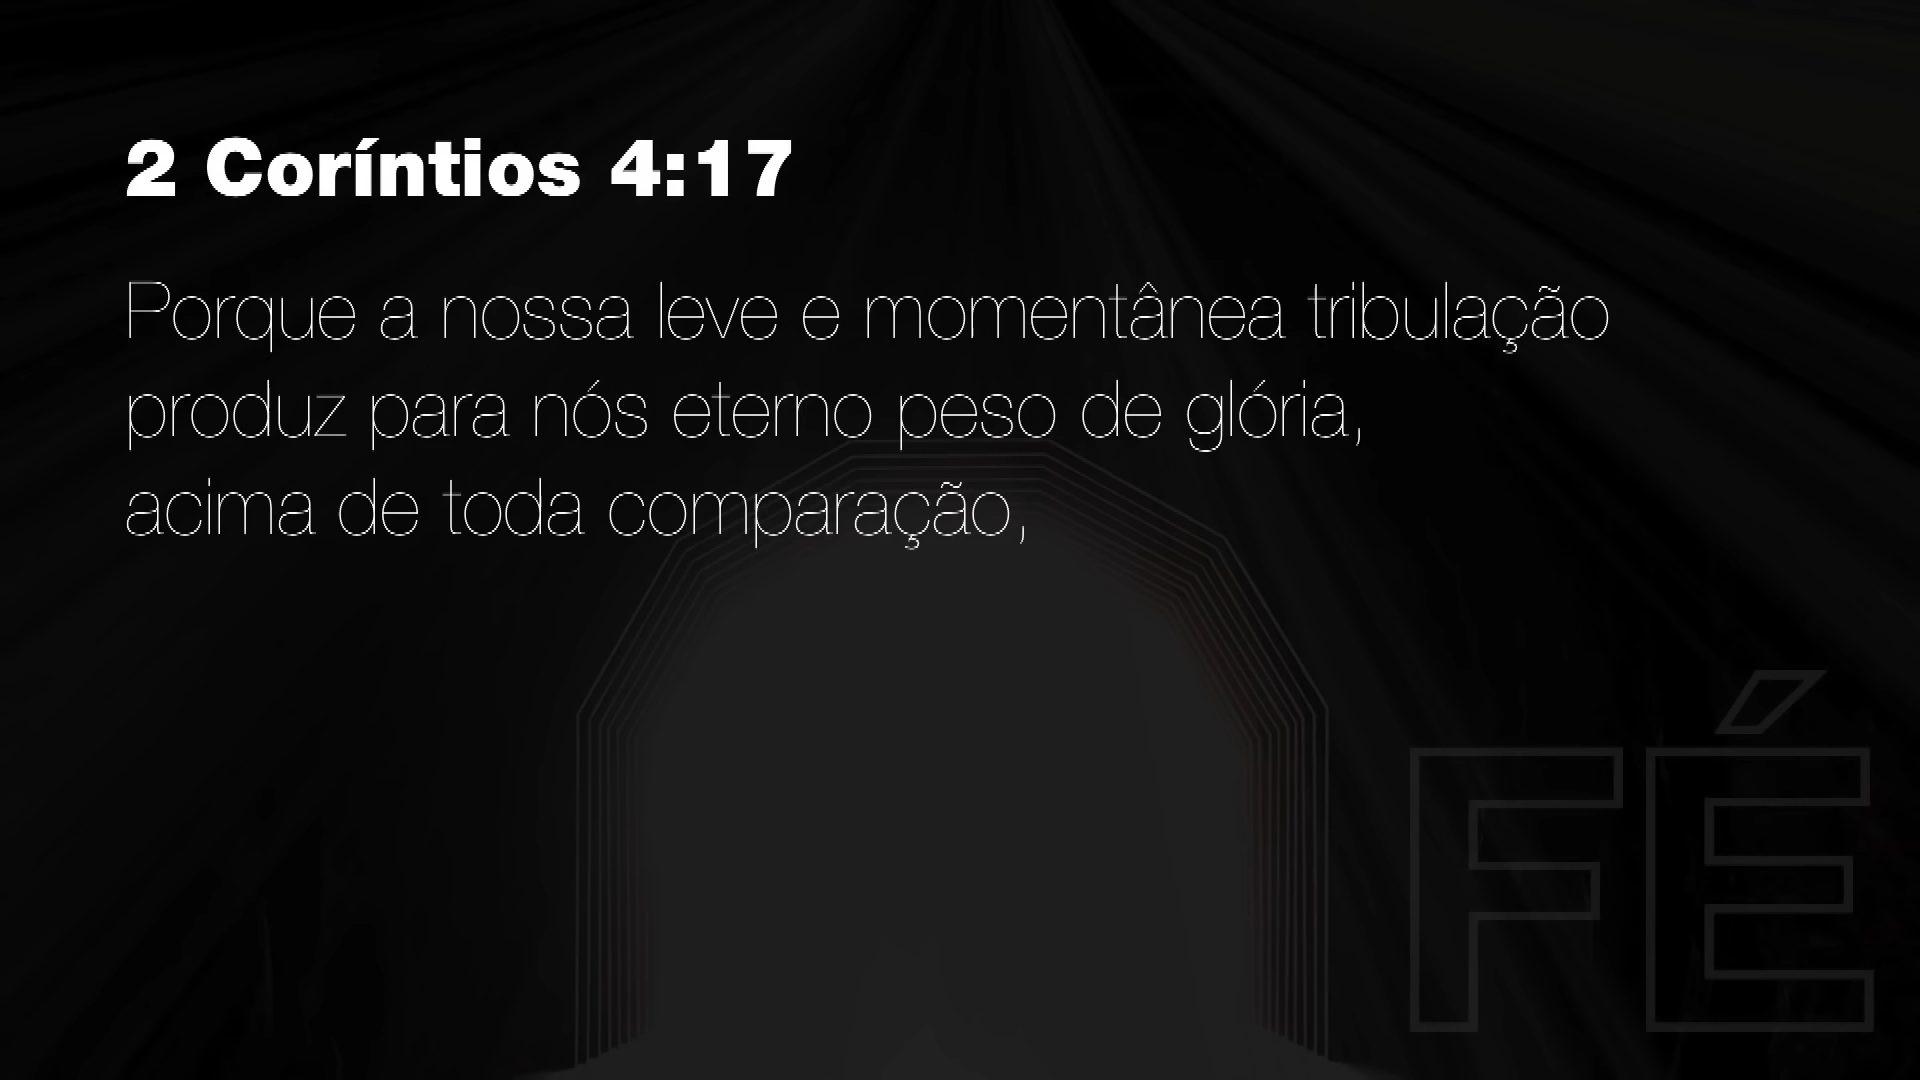 2 Coríntios 4:17
Porque a nossa leve e momentânea tribulação
produz para nós eterno peso de glória,
acima de toda comparação,
FÉ